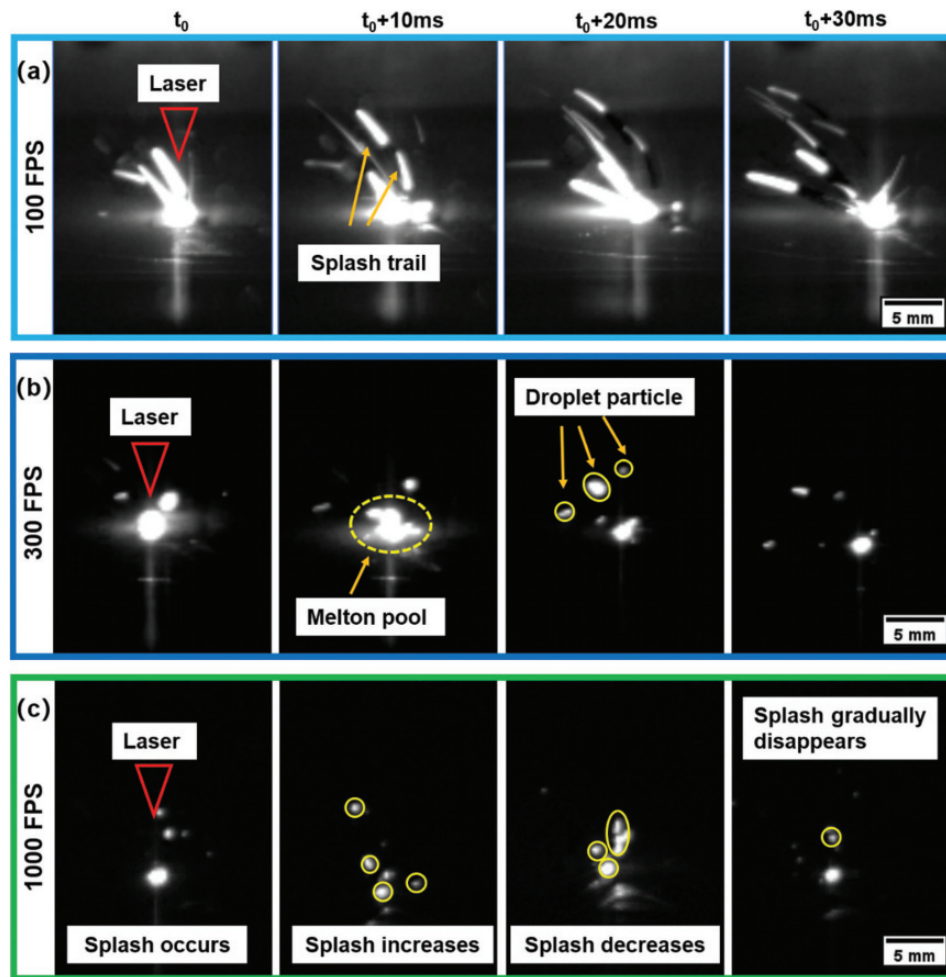 t₀ t₀+10ms t₀+20ms t₀+30ms
(a)
100 FPS
Laser
Splash trail
5 mm
(b)
300 FPS
Laser
Melton pool
Droplet particle
5 mm
(c)
1000 FPS
Laser
Splash occurs
Splash increases
Splash decreases
Splash gradually
disappears
5 mm